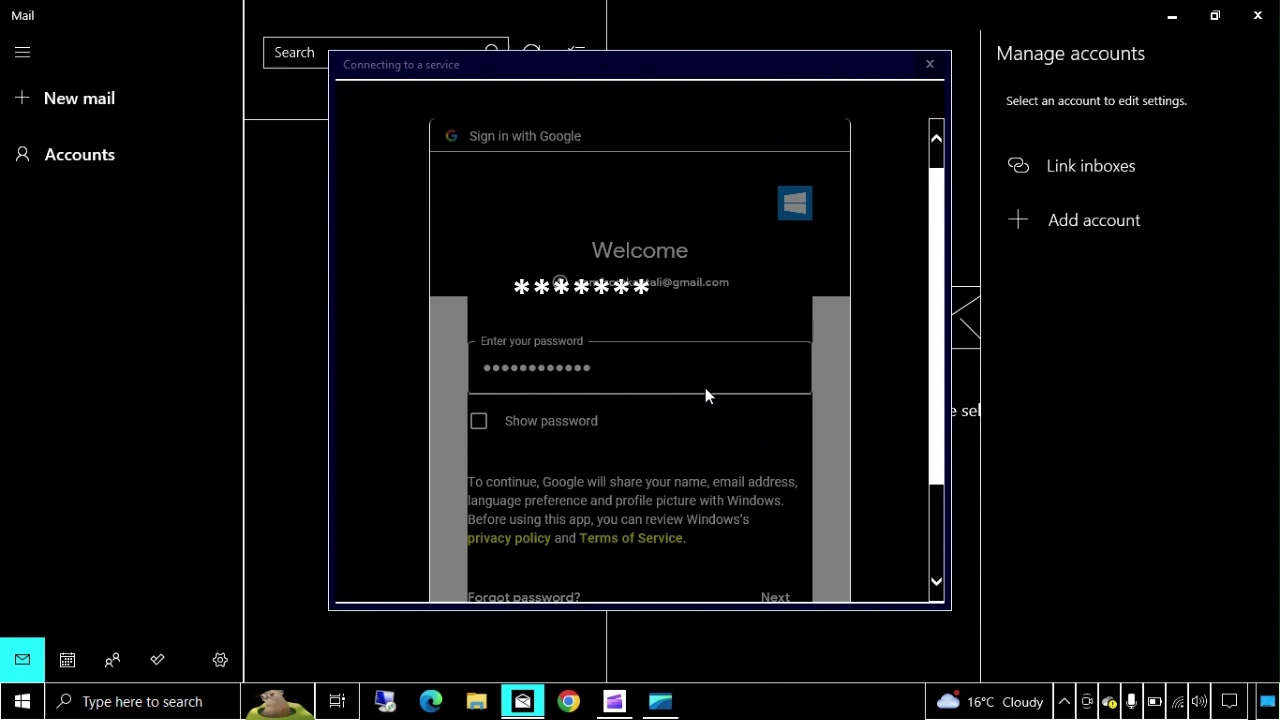 Mail
Search
Connecting to a service
Manage accounts
Select an account to edit settings.
New mail
Sign in with Google
Accounts
Link inboxes
Add account
Welcome
*******
@gmail.com
Enter your password
••••••••••••
Show password
To continue, Google will share your name, email address,
language preference and profile picture with Windows.
Before using this app, you can review Windows's
privacy policy and Terms of Service.
Forgot password?
Next
Type here to search
16°C Cloudy